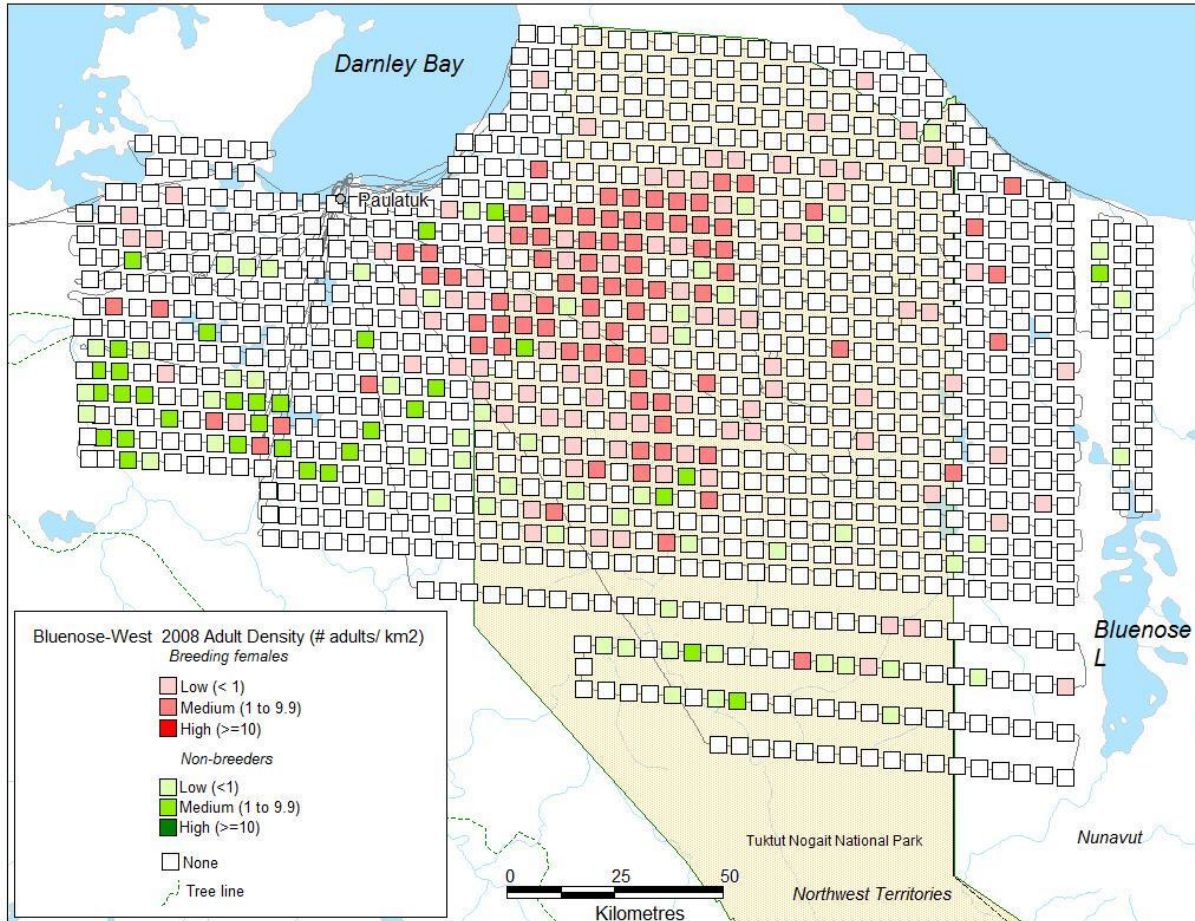 Darnley Bay
Paulatuk
Bluenose
L
Bluenose-West 2008 Adult Density (# adults/ km2)
Breeding females
Low (< 1)
Medium (1 to 9.9)
High (>=10)
Non-breeders
Low (<1)
Medium (1 to 9.9)
High (>=10)
None
Tree line
0 25 50
Kilometres
Tuktut Nogait National Park
Nunavut
Northwest Territories